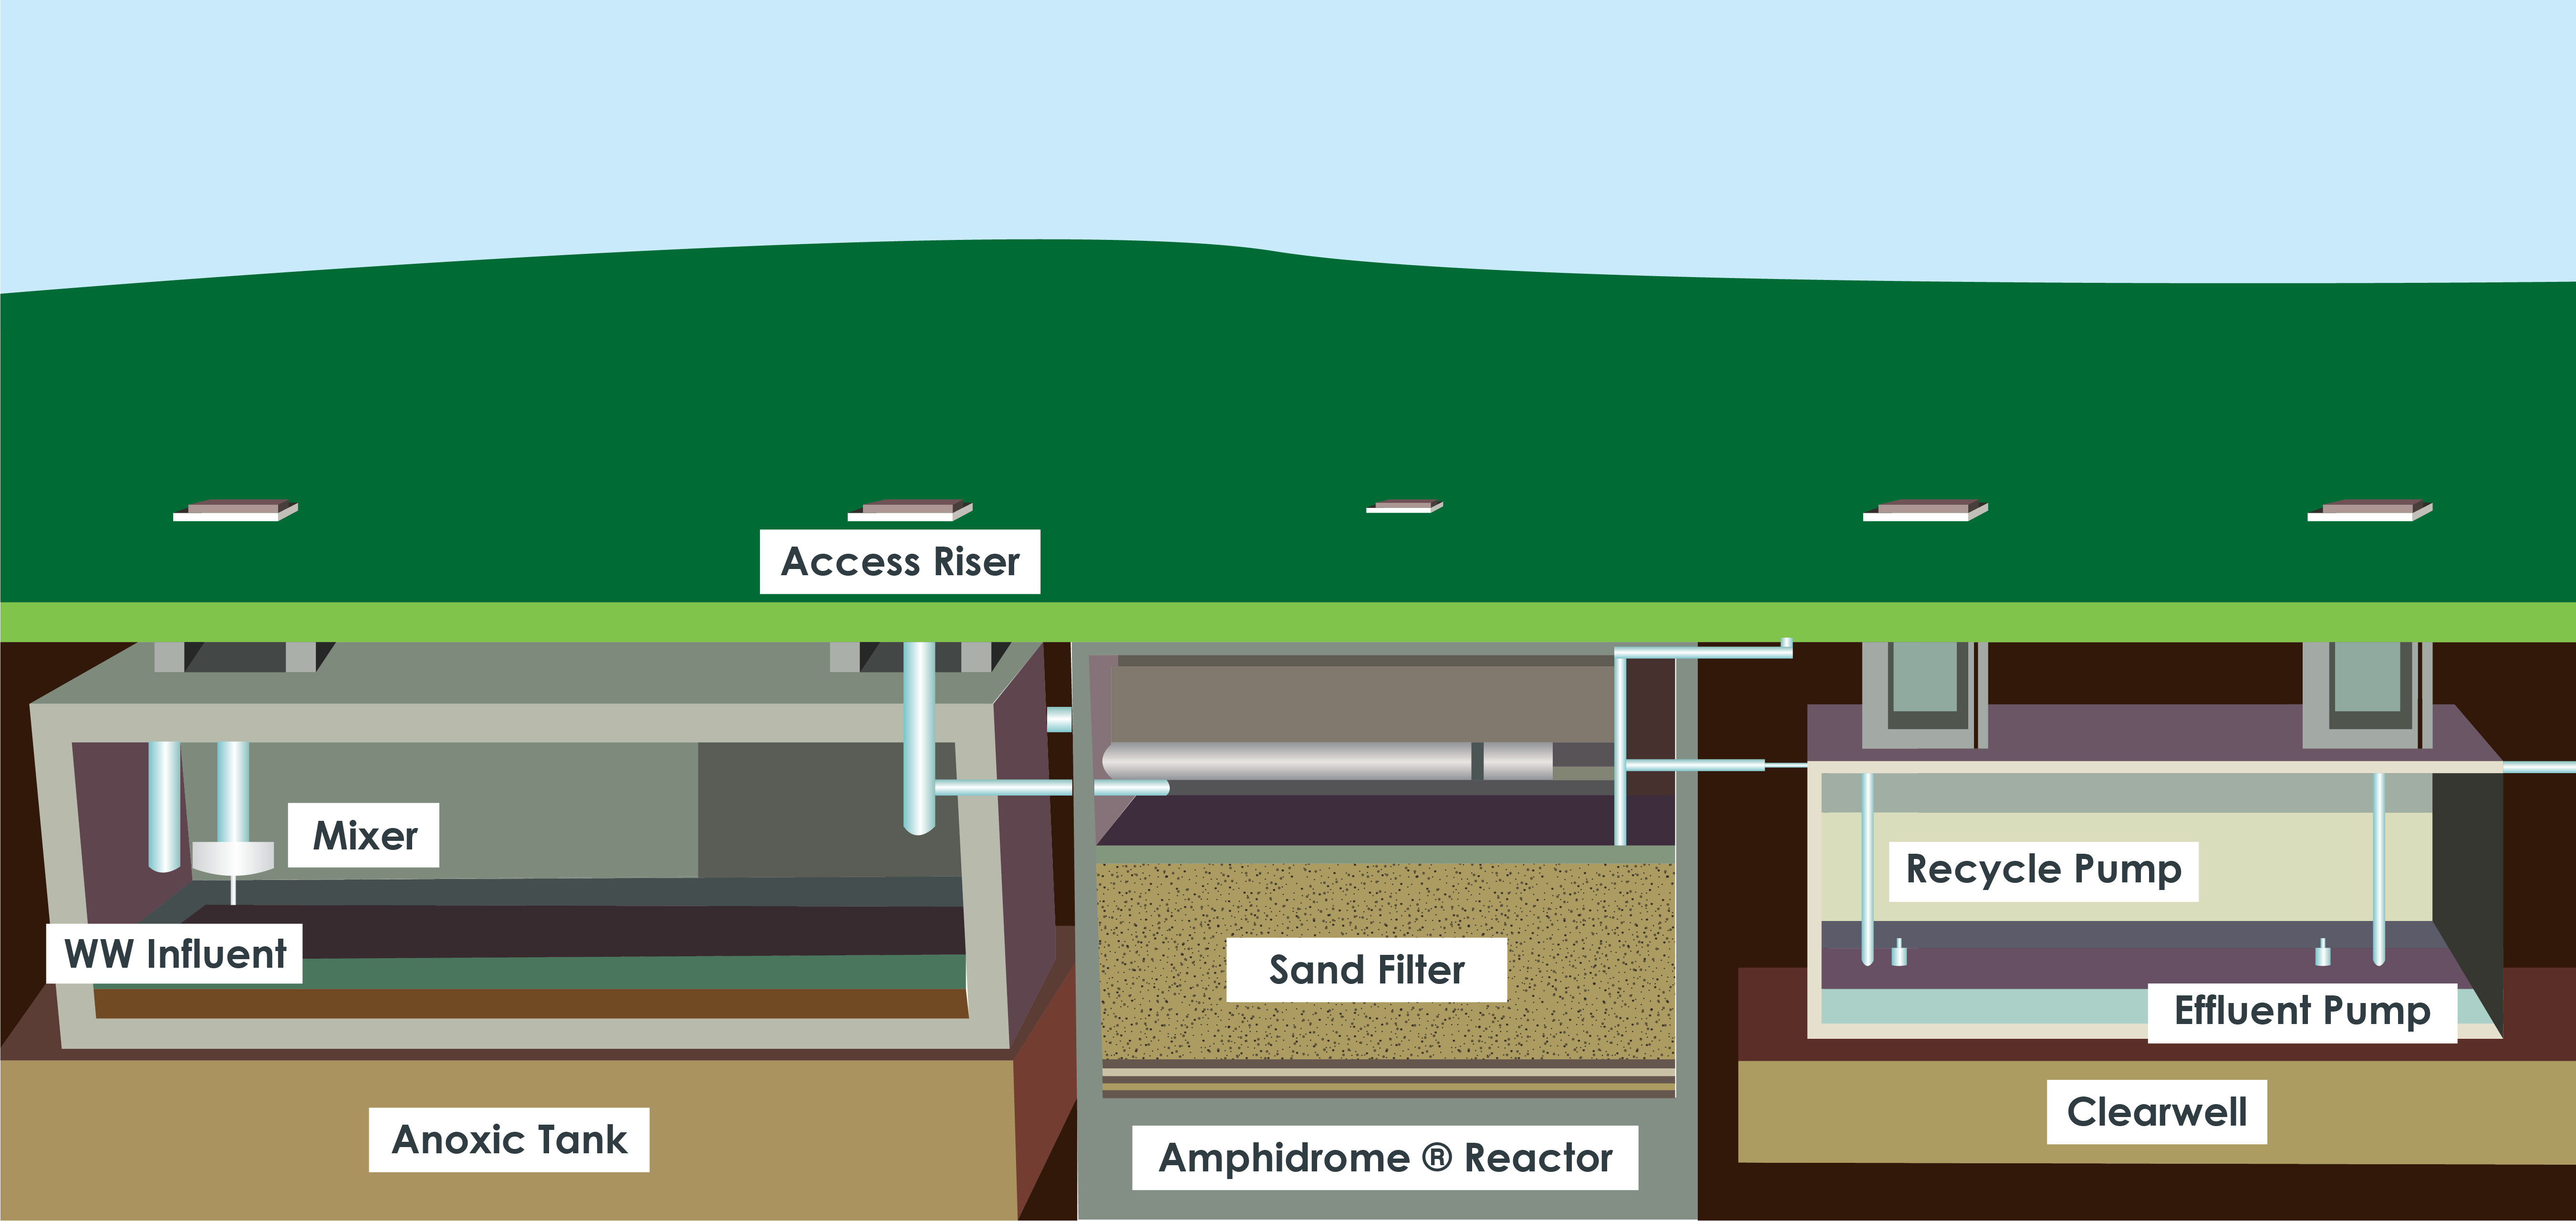 Access Riser
Mixer
WW Influent
Anoxic Tank
Sand Filter
Amphidrome ® Reactor
Recycle Pump
Effluent Pump
Clearwell